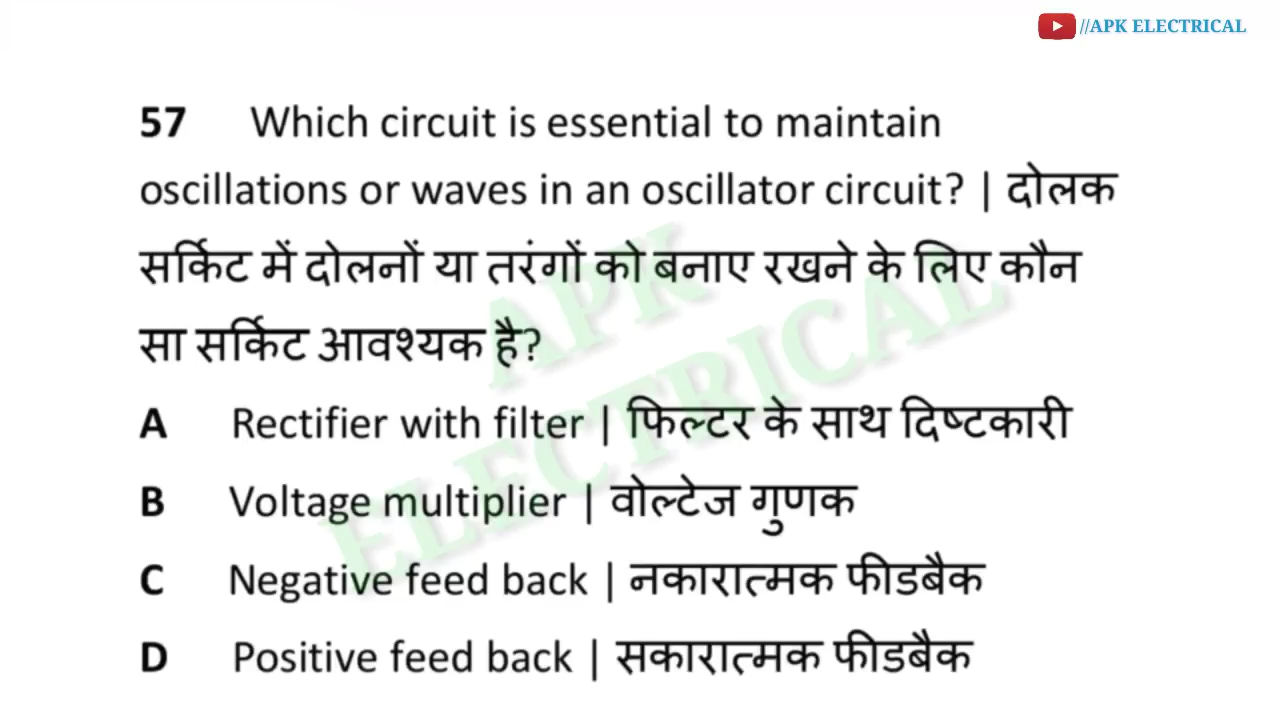 //APK ELECTRICAL
57 Which circuit is essential to maintain
oscillations or waves in an oscillator circuit? | दोलक
सर्किट में दोलनों या तरंगों को बनाए रखने के लिए कौन
सा सर्किट आवश्यक है?
A Rectifier with filter | फिल्टर के साथ दिष्टकारी
B Voltage multiplier | वोल्टेज गुणक
C Negative feed back | नकारात्मक फीडबैक
D Positive feed back | सकारात्मक फीडबैक
APK
ELECTRICAL